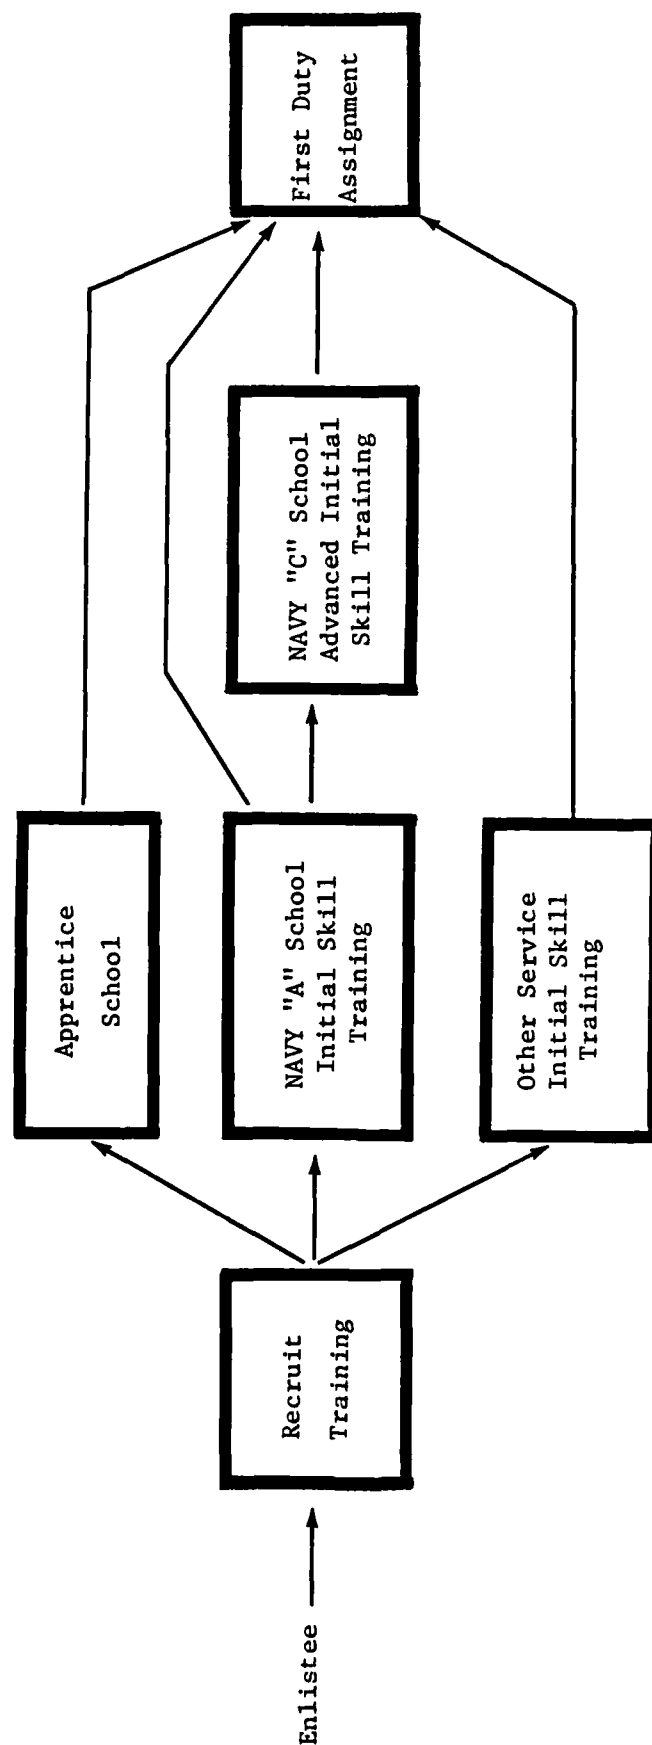 Enlistee
Recruit
Training
Apprentice
School
NAVY "A" School
Initial Skill
Training
Other Service
Initial Skill
Training
NAVY "C" School
Advanced Initial
Skill Training
First Duty
Assignment